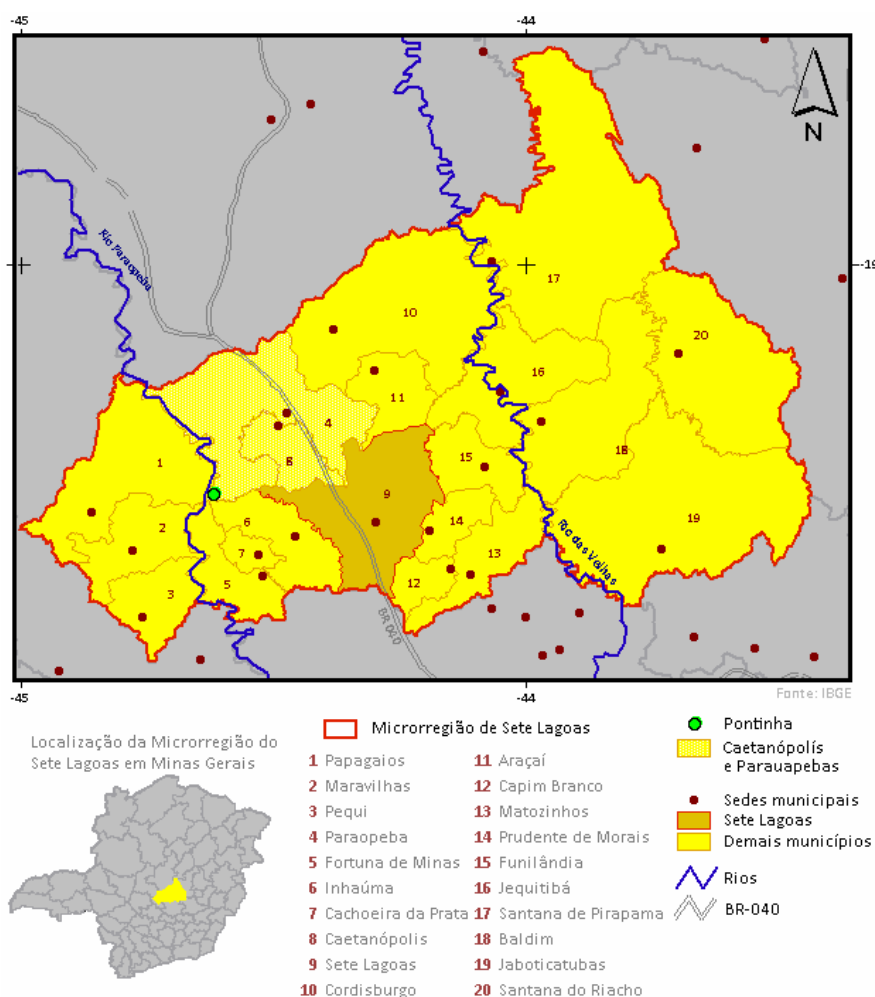 -45
-44
N
Rio Paraopeba
-19
17
10
20
16
11
4
18
1
8
15
9
2
6
14
19
7
13
Rio das Velhas
12
3
5
BR 040
-45
-44
Fonte: IBGE
Localização da Microrregião do
Sete Lagoas em Minas Gerais
Microrregião de Sete Lagoas
1 Papagaios
2 Maravilhas
3 Pequi
4 Paraopeba
5 Fortuna de Minas
6 Inhaúma
7 Cachoeira da Prata
8 Caetanópolis
9 Sete Lagoas
10 Cordisburgo
11 Araçaí
12 Capim Branco
13 Matozinhos
14 Prudente de Morais
15 Funilândia
16 Jequitibá
17 Santana de Pirapama
18 Baldim
19 Jaboticatubas
20 Santana do Riacho
Pontinha
Caetanópolís
e Parauapebas
Sedes municipais
Sete Lagoas
Demais municípios
Rios
BR-040